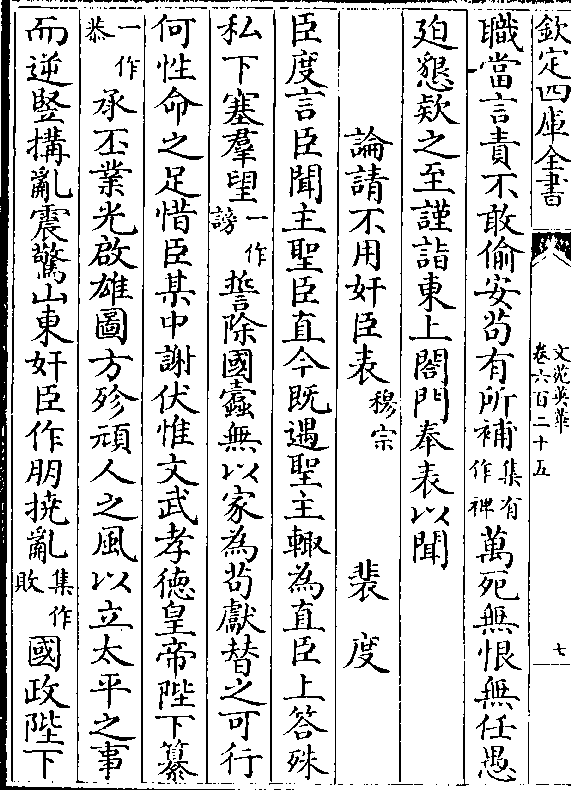 欽定四庫全書
文苑英華
卷六百二十五
七
職當言責不敢偷安苟有所補集有作裨萬死無恨無任愚
迫懇欵之至謹詣東上閤門奉表以聞
論請不用奸臣表穆宗 裴度
臣度言臣聞主聖臣直今既遇聖主輙為直臣上答殊
私下塞羣望一作謗誓除國蠧無以家為苟獻替之可行
何性命之足惜臣某中謝伏惟文武孝德皇帝陛下纂
一作恭承丕業光啟雄圖方殄頑人之風以立太平之事
而逆豎搆亂震驚山東奸臣作朋撓亂集作敗國政陛下